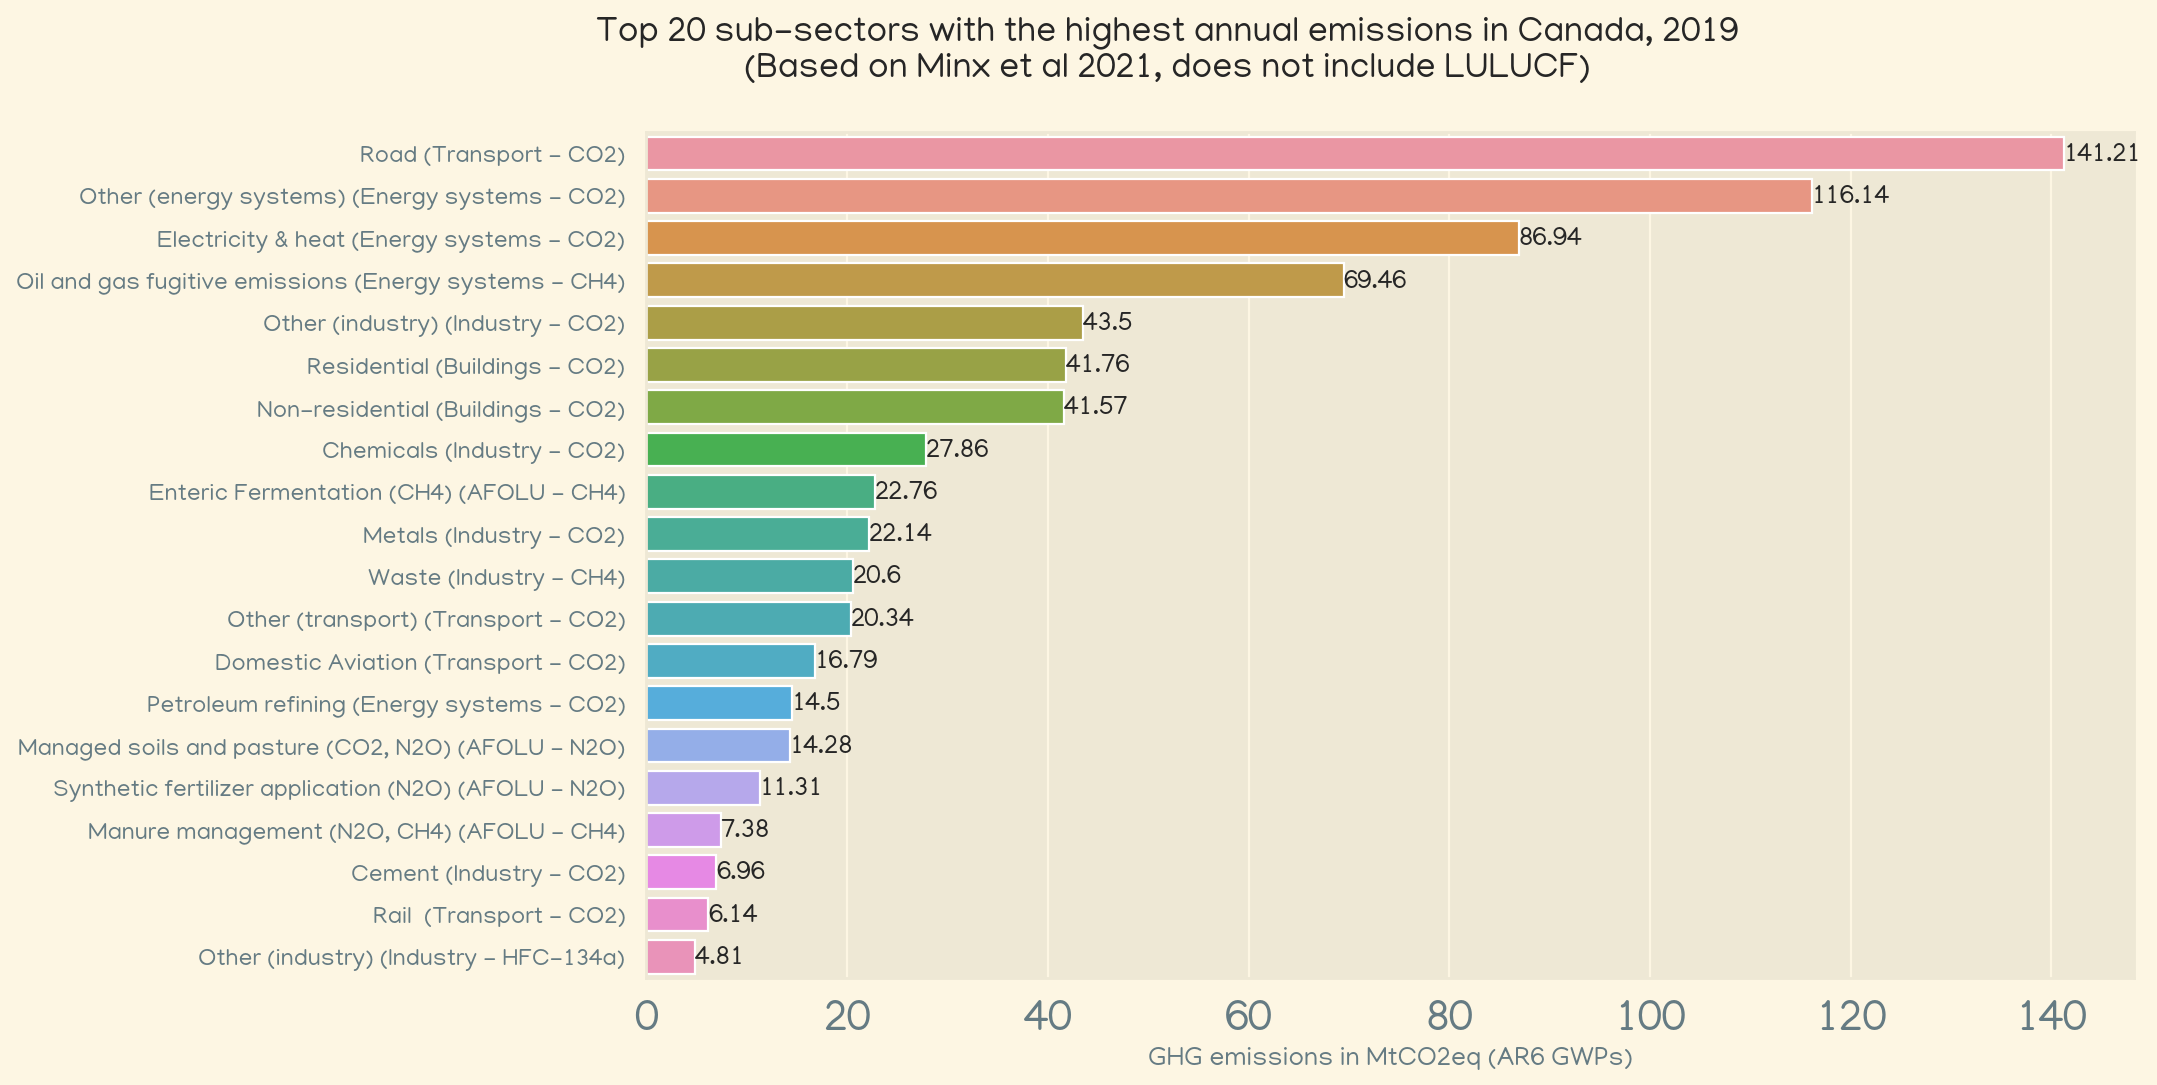 Top 20 sub-sectors with the highest annual emissions in Canada, 2019
(Based on Minx et al 2021, does not include LULUCF)
Road (Transport - CO2) 141.21
Other (energy systems) (Energy systems - CO2) 116.14
Electricity & heat (Energy systems - CO2) 86.94
Oil and gas fugitive emissions (Energy systems - CH4) 69.46
Other (industry) (Industry - CO2) 43.5
Residential (Buildings - CO2) 41.76
Non-residential (Buildings - CO2) 41.57
Chemicals (Industry - CO2) 27.86
Enteric Fermentation (CH4) (AFOLU - CH4) 22.76
Metals (Industry - CO2) 22.14
Waste (Industry - CH4) 20.6
Other (transport) (Transport - CO2) 20.34
Domestic Aviation (Transport - CO2) 16.79
Petroleum refining (Energy systems - CO2) 14.5
Managed soils and pasture (CO2, N2O) (AFOLU - N2O) 14.28
Synthetic fertilizer application (N2O) (AFOLU - N2O) 11.31
Manure management (N2O, CH4) (AFOLU - CH4) 7.38
Cement (Industry - CO2) 6.96
Rail  (Transport - CO2) 6.14
Other (industry) (Industry - HFC-134a) 4.81
0 20 40 60 80 100 120 140
GHG emissions in MtCO2eq (AR6 GWPs)